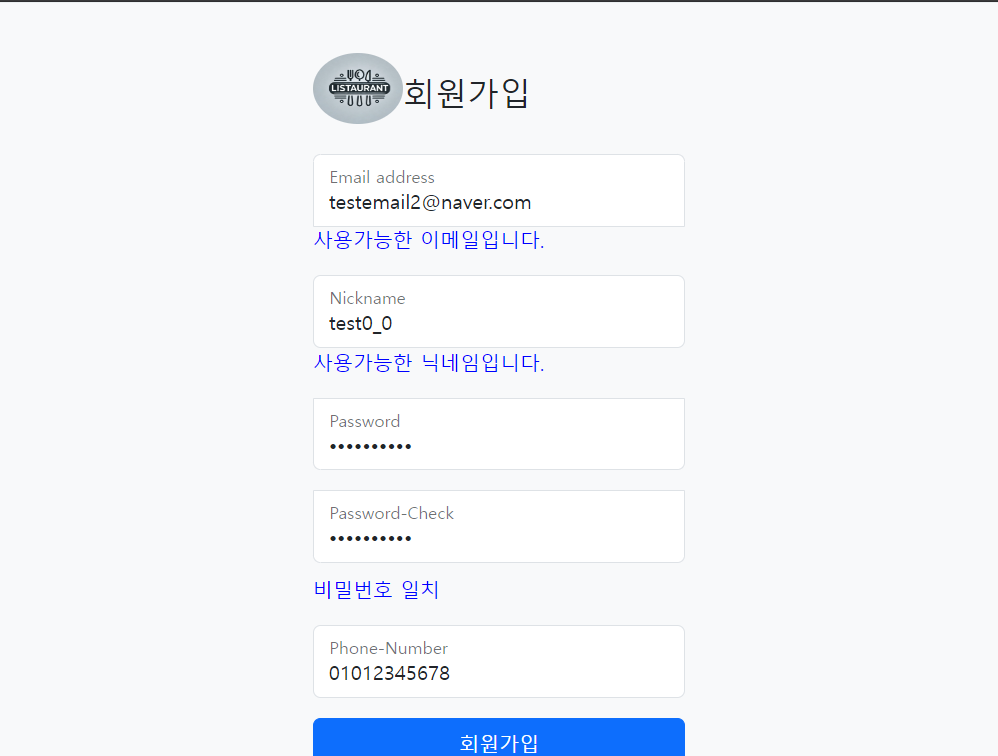 LISTAURANT
회원가입
Email address
testemail2@naver.com
사용가능한 이메일입니다.
Nickname
test0_0
사용가능한 닉네임입니다.
Password
••••••••••
Password-Check
••••••••••
비밀번호 일치
Phone-Number
01012345678
회원가입